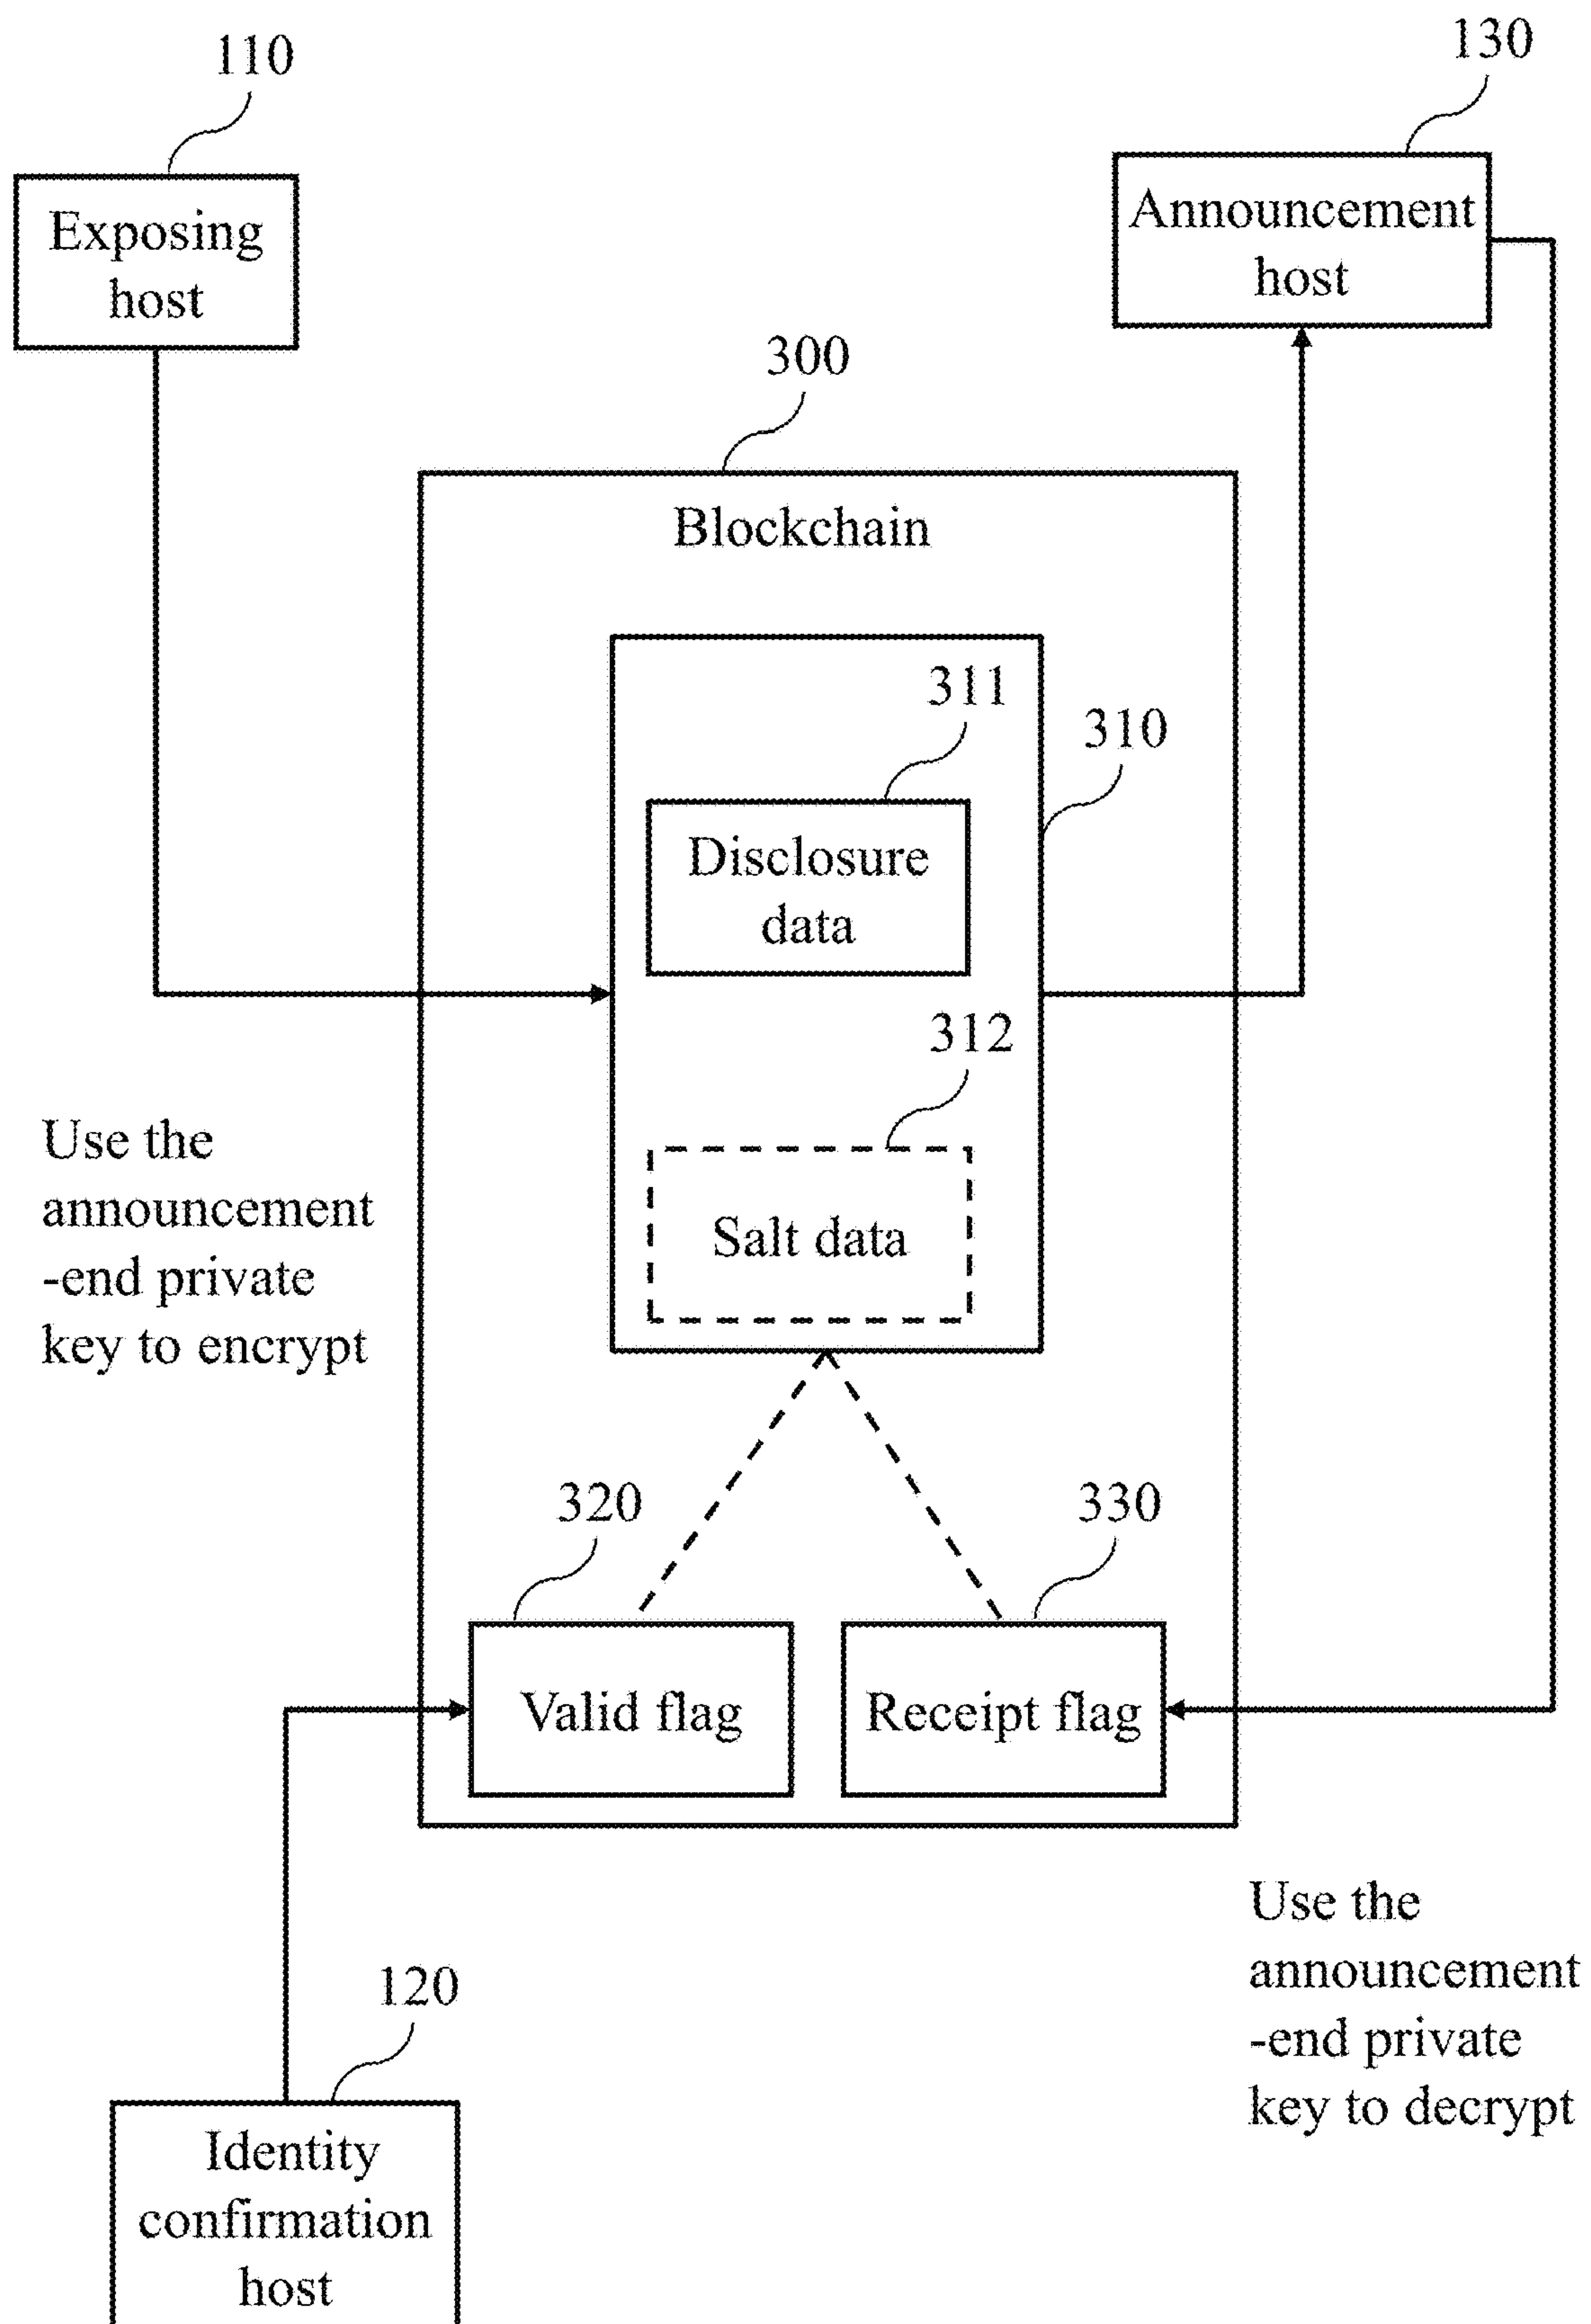 110
130
Exposing
host
Announcement
host
300
Blockchain
311
310
Disclosure
data
312
Use the
announcement
-end private
key to encrypt
Salt data
320
330
Valid flag
Receipt flag
Use the
announcement
-end private
key to decrypt
120
Identity
confirmation
host